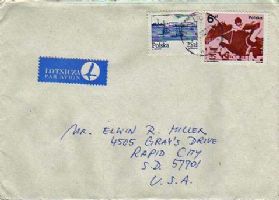 Polska
Polska
LOTNICZA
PAR AVION
Mr. ELWIN R. MILLER
4505 GRAY'S DRIVE
RAPID CITY
S.D. 57701
U.S.A.